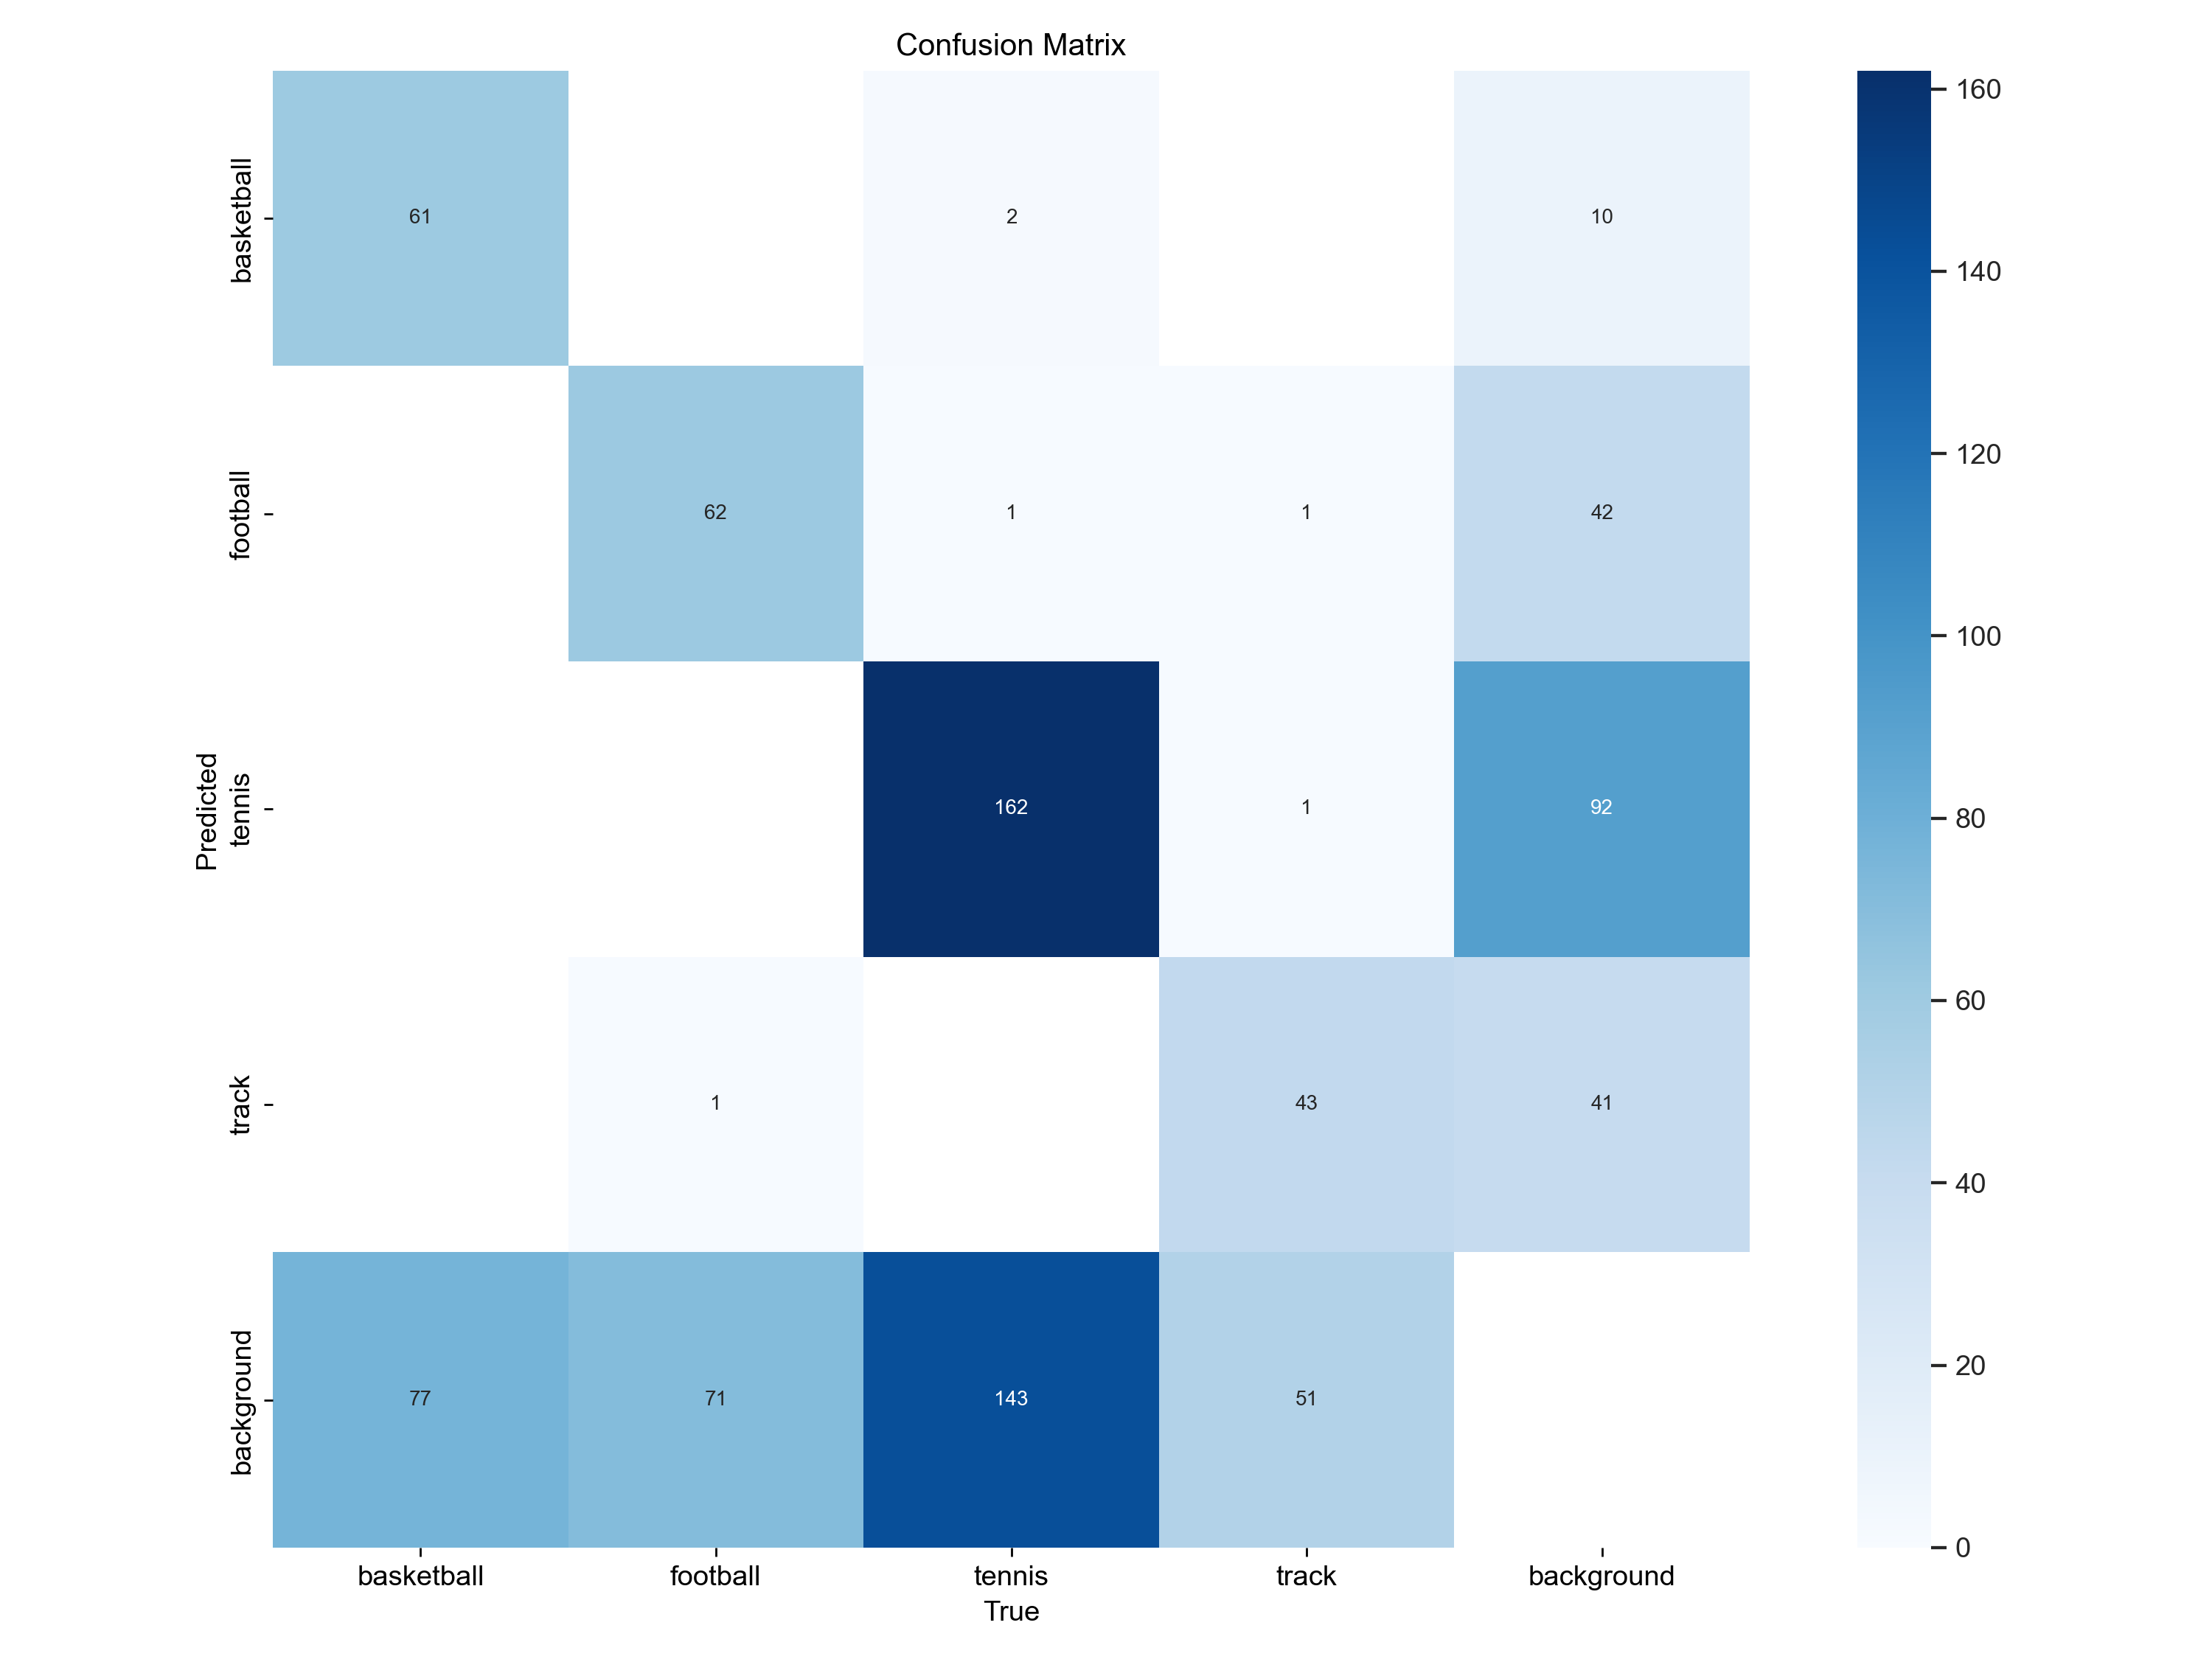 Confusion Matrix
basketball
61
2
10
football
62
1
1
42
Predicted
tennis
162
1
92
track
1
43
41
background
77
71
143
51
basketball
football
tennis
track
background
True
160
140
120
100
80
60
40
20
0